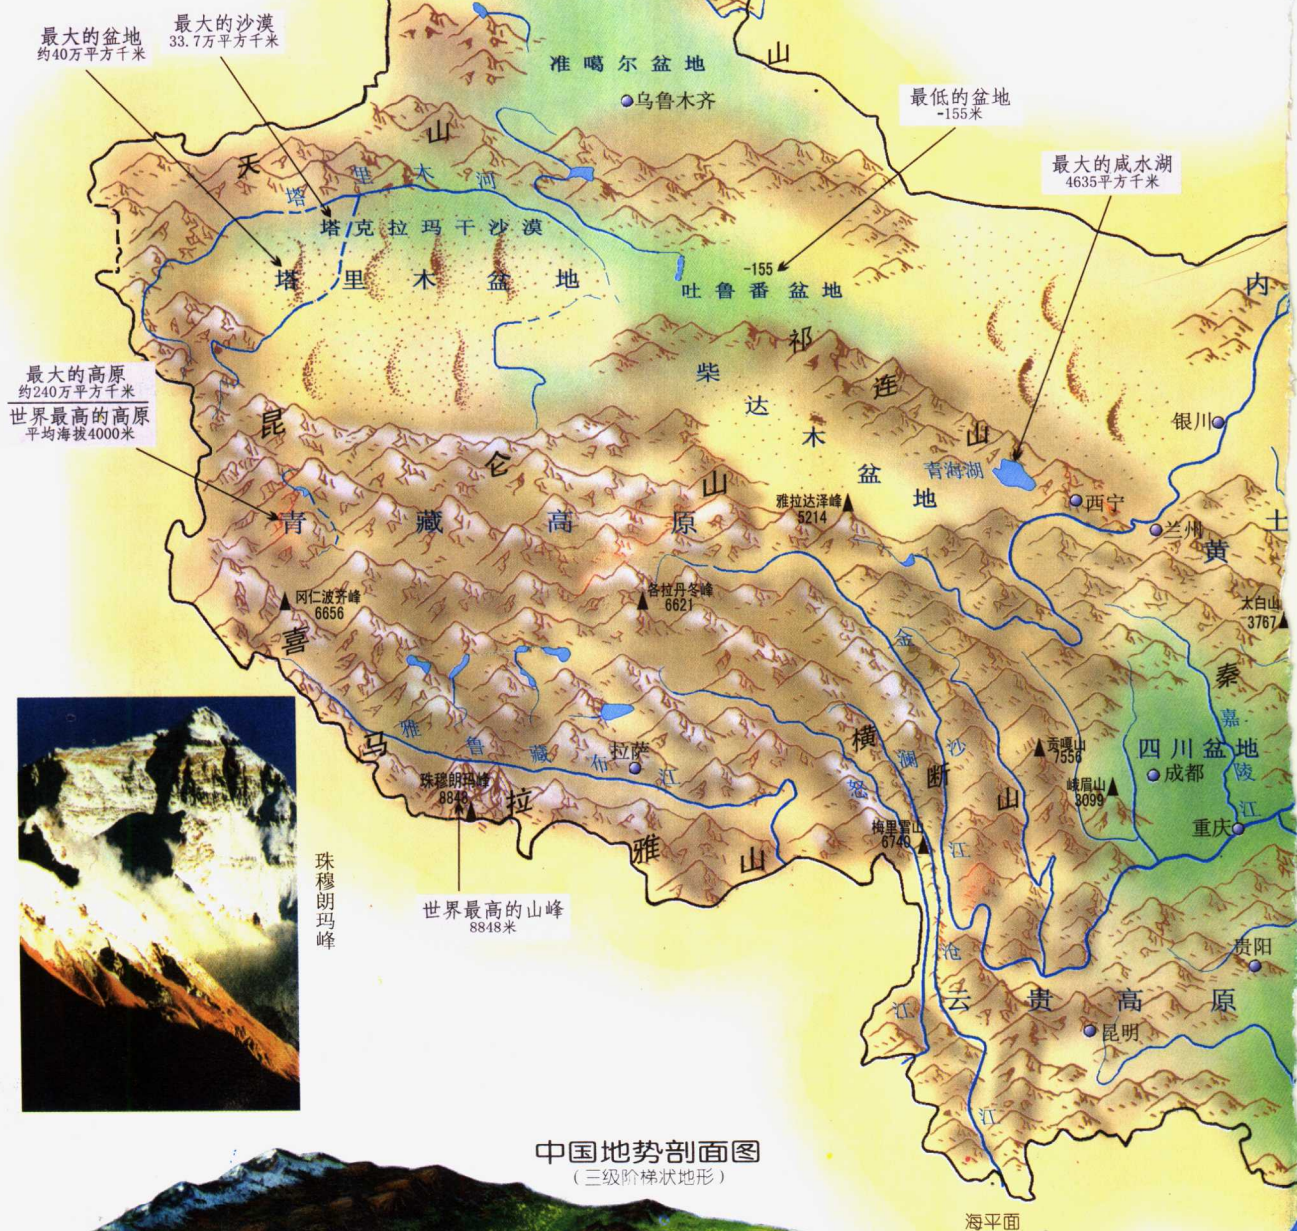 最大的盆地
约40万平方千米
最大的沙漠
33.7万平方千米
准噶尔盆地
乌鲁木齐
山
最低的盆地
-155米
最大的咸水湖
4635平方千米
天山
塔里木河
塔克拉玛干沙漠
塔里木盆地
-155
吐鲁番盆地
内
祁连山
柴达木盆地
青海湖
银川
西宁
兰州
最大的高原
约240万平方千米
世界最高的高原
平均海拔4000米
昆仑山
青藏高原
雅拉达泽峰
5214
黄土
冈仁波齐峰
6656
各拉丹冬峰
6621
太白山
3767
秦
喜马拉雅山
雅鲁藏布江
拉萨
珠穆朗玛峰
8848
世界最高的山峰
8848米
横断山
金沙江
澜沧江
怒江
贡嘎山
7556
四川盆地
成都
峨眉山
3099
嘉陵江
重庆
梅里雪山
6740
贵阳
云贵高原
昆明
珠穆朗玛峰
中国地势剖面图
（三级阶梯状地形）
海平面